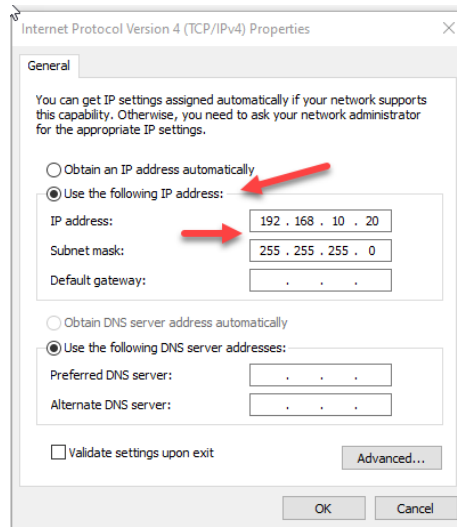 Internet Protocol Version 4 (TCP/IPv4) Properties
General
You can get IP settings assigned automatically if your network supports
this capability. Otherwise, you need to ask your network administrator
for the appropriate IP settings.
Obtain an IP address automatically
Use the following IP address:
IP address: 192 . 168 . 10 . 20
Subnet mask: 255 . 255 . 255 . 0
Default gateway: . . .
Obtain DNS server address automatically
Use the following DNS server addresses:
Preferred DNS server: . . .
Alternate DNS server: . . .
Validate settings upon exit
Advanced...
OK Cancel